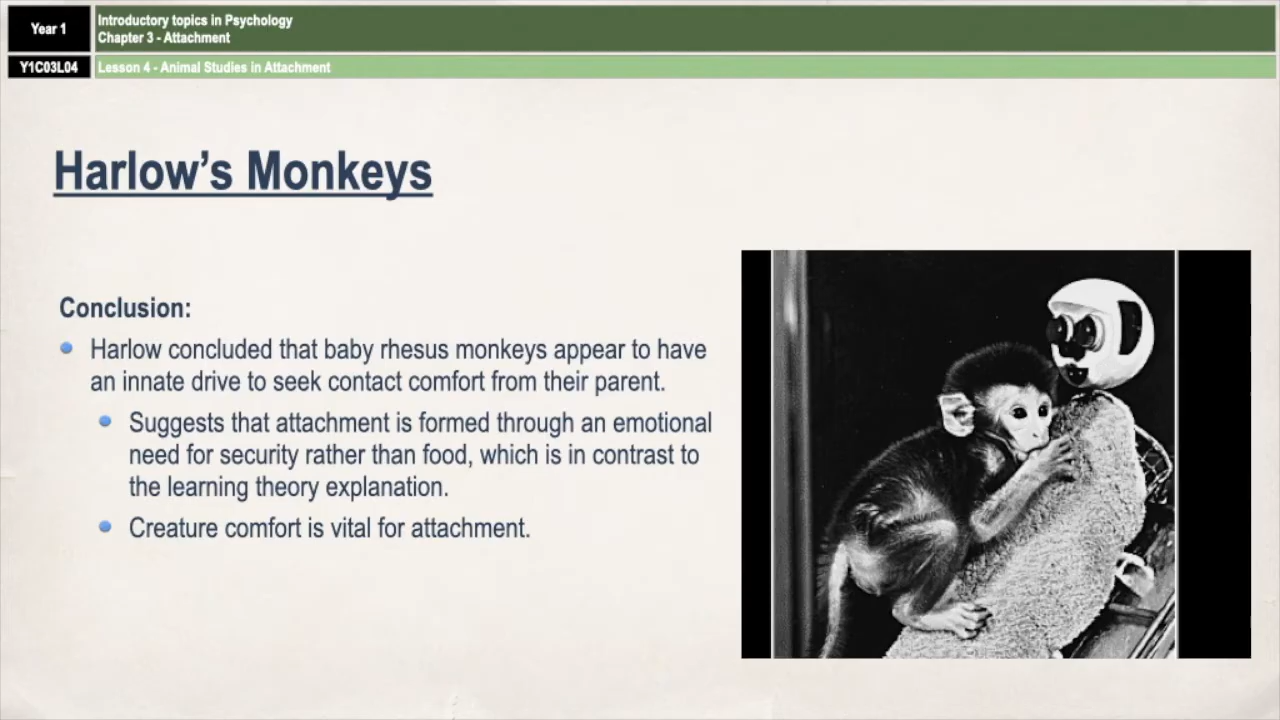 Year 1
Introductory topics in Psychology
Chapter 3 - Attachment
Y1C03L04
Lesson 4 - Animal Studies in Attachment
Harlow’s Monkeys
Conclusion:
Harlow concluded that baby rhesus monkeys appear to have
an innate drive to seek contact comfort from their parent.
Suggests that attachment is formed through an emotional
need for security rather than food, which is in contrast to
the learning theory explanation.
Creature comfort is vital for attachment.